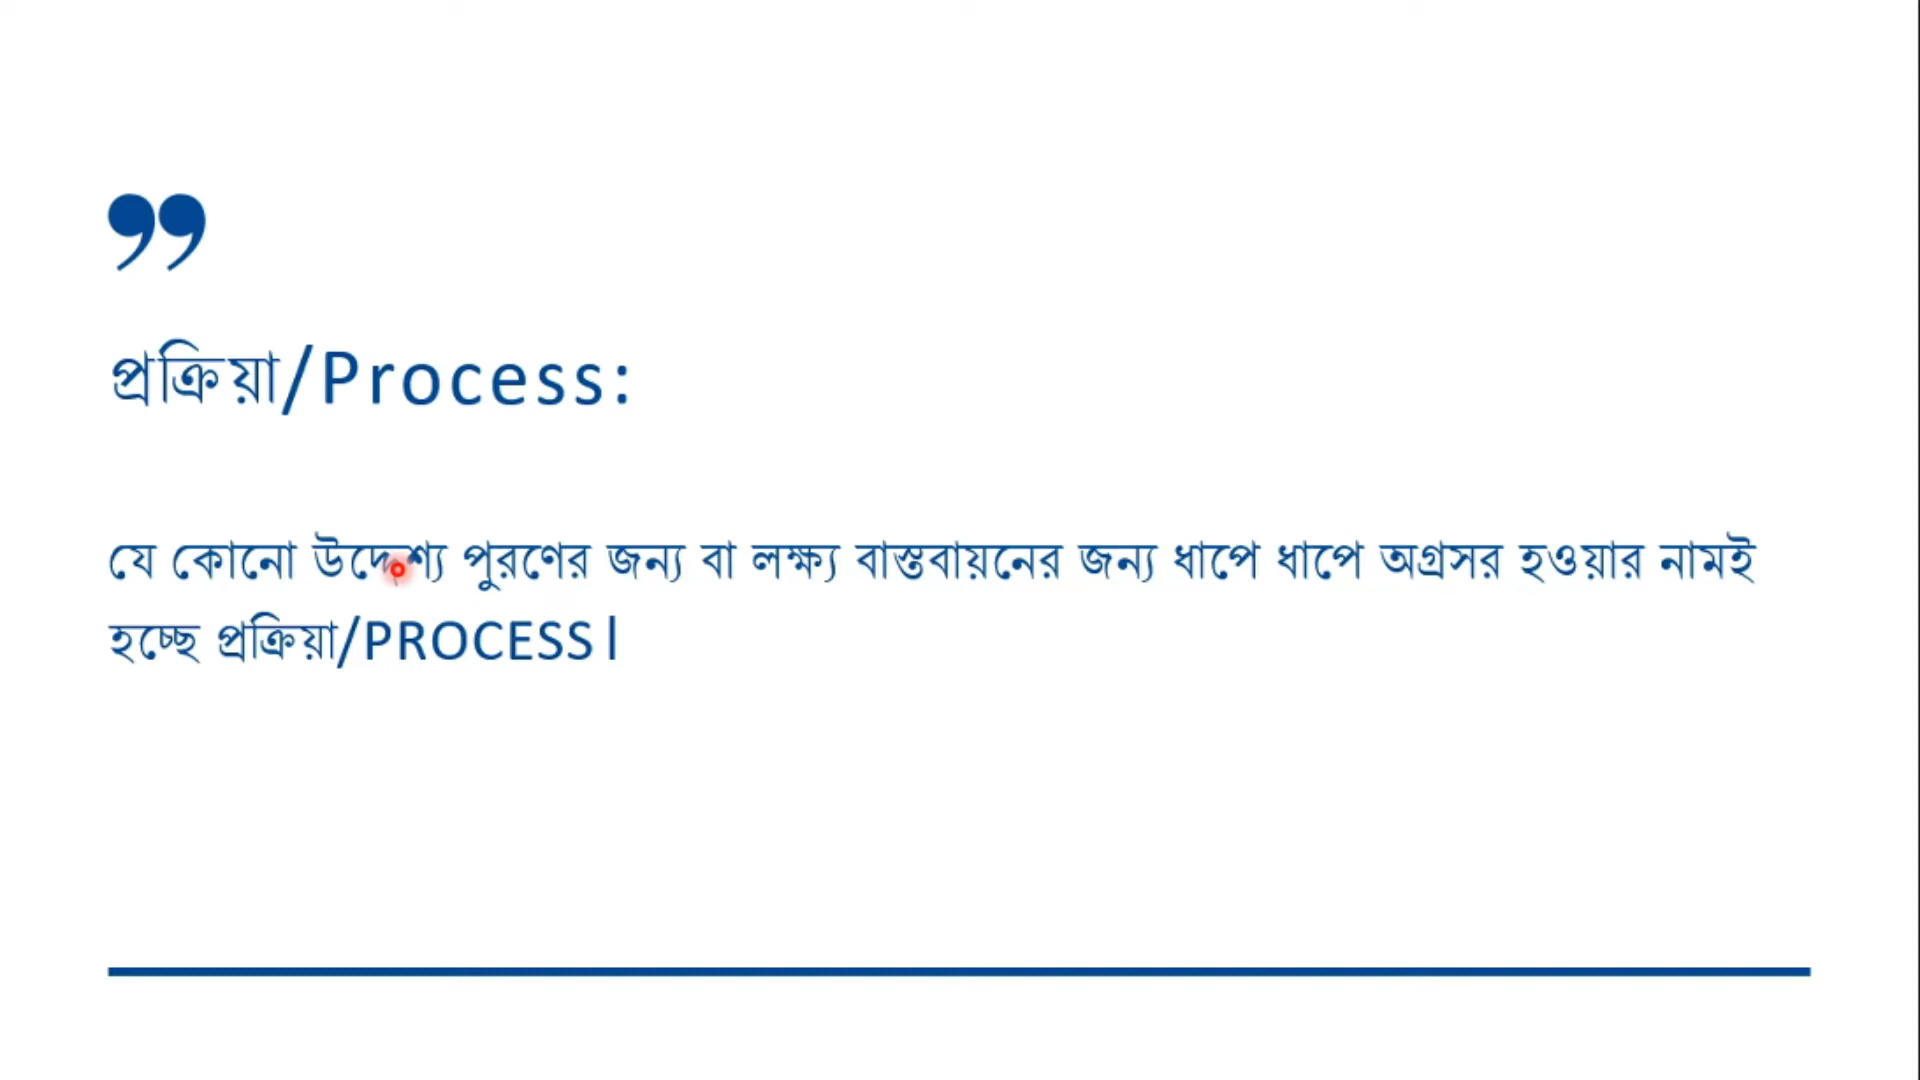 ”
প্রক্রিয়া/Process:
যে কোনো উদ্দেশ্য পুরণের জন্য বা লক্ষ্য বাস্তবায়নের জন্য ধাপে ধাপে অগ্রসর হওয়ার নামই
হচ্ছে প্রক্রিয়া/PROCESS।